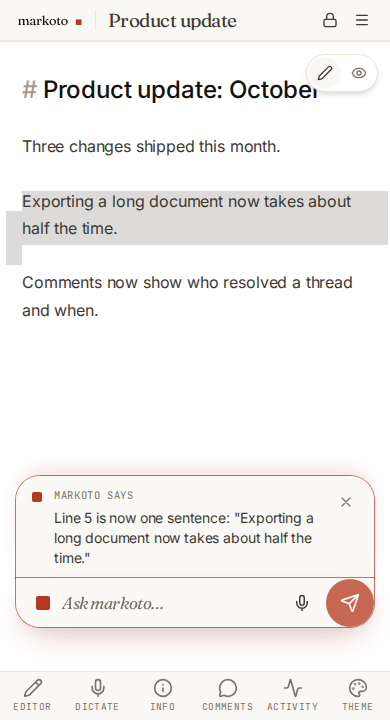 markoto
Product update
# Product update: October
Three changes shipped this month.
Exporting a long document now takes about
half the time.
Comments now show who resolved a thread
and when.
MARKOTO SAYS
Line 5 is now one sentence: "Exporting a
long document now takes about half the
time."
Ask markoto...
EDITOR
DICTATE
INFO
COMMENTS
ACTIVITY
THEME